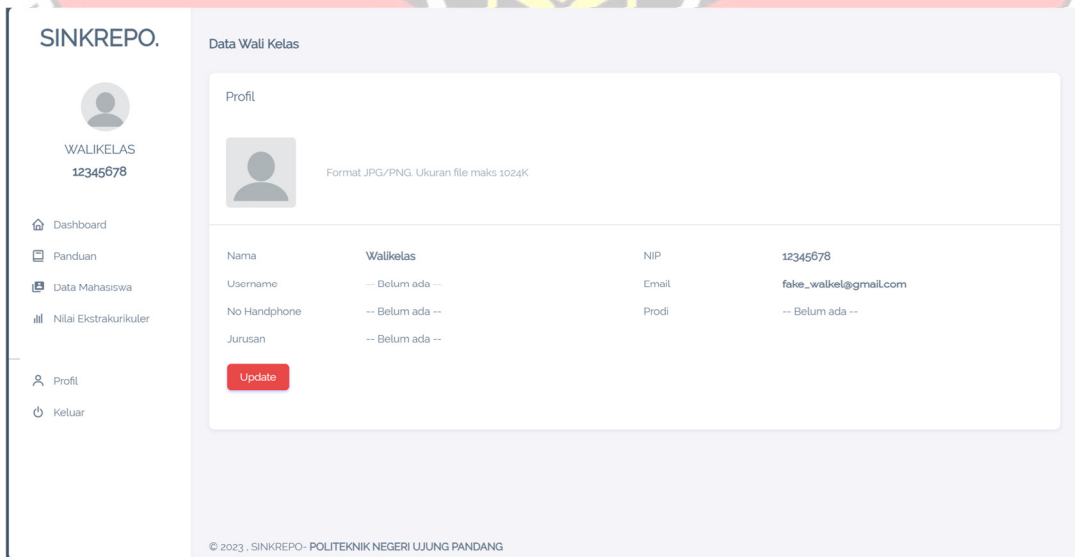 SINKREPO.
WALIKELAS
12345678
Dashboard
Panduan
Data Mahasiswa
Nilai Ekstrakurikuler
Profil
Keluar
Data Wali Kelas
Profil
Format JPG/PNG. Ukuran file maks 1024K
Nama Walikelas NIP 12345678
Username -- Belum ada -- Email fake_walkel@gmail.com
No Handphone -- Belum ada -- Prodi -- Belum ada --
Jurusan -- Belum ada --
Update
© 2023 , SINKREPO- POLITEKNIK NEGERI UJUNG PANDANG